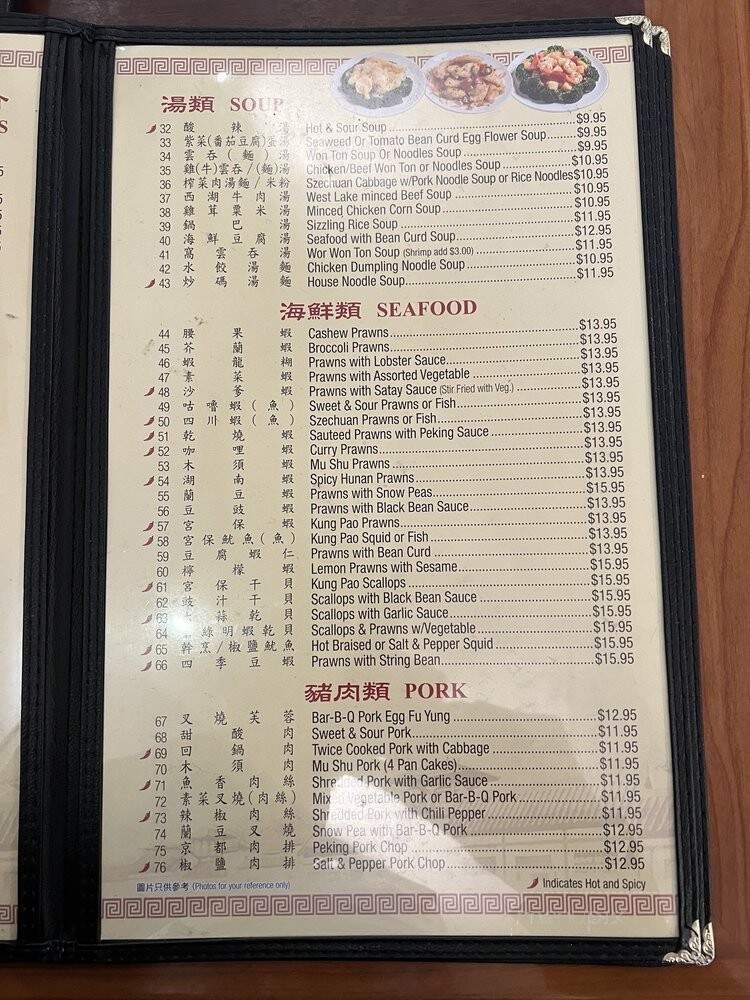 湯類 SOUP
32 酸辣湯 Hot & Sour Soup $9.95
33 紫菜(番茄豆腐)蛋湯 Seaweed Or Tomato Bean Curd Egg Flower Soup $9.95
34 雲吞(麵)湯 Won Ton Soup Or Noodles Soup $9.95
35 雞(牛)雲吞/(麵)湯 Chicken/Beef Won Ton or Noodles Soup $10.95
36 榨菜肉湯麵/米粉 Szechuan Cabbage w/Pork Noodle Soup or Rice Noodles $10.95
37 西湖牛肉湯 West Lake minced Beef Soup $10.95
38 雞茸粟米湯 Minced Chicken Corn Soup $10.95
39 鍋巴湯 Sizzling Rice Soup $11.95
40 海鮮豆腐湯 Seafood with Bean Curd Soup $12.95
41 窩雲吞湯 Wor Won Ton Soup (Shrimp add $3.00) $11.95
42 水餃湯麵 Chicken Dumpling Noodle Soup $10.95
43 炒碼湯麵 House Noodle Soup $11.95
海鮮類 SEAFOOD
44 腰果蝦 Cashew Prawns $13.95
45 芥蘭蝦 Broccoli Prawns $13.95
46 蝦龍糊 Prawns with Lobster Sauce $13.95
47 素菜蝦 Prawns with Assorted Vegetable $13.95
48 沙爹蝦 Prawns with Satay Sauce (Stir Fried with Veg.) $13.95
49 咕嚕蝦(魚) Sweet & Sour Prawns or Fish $13.95
50 四川蝦(魚) Szechuan Prawns or Fish $13.95
51 乾燒蝦 Sauteed Prawns with Peking Sauce $13.95
52 咖哩蝦 Curry Prawns $13.95
53 木須蝦 Mu Shu Prawns $13.95
54 湖南蝦 Spicy Hunan Prawns $13.95
55 蘭豆蝦 Prawns with Snow Peas $15.95
56 豆豉蝦 Prawns with Black Bean Sauce $13.95
57 宮保蝦 Kung Pao Prawns $13.95
58 宮保魷魚(魚) Kung Pao Squid or Fish $13.95
59 豆腐蝦仁 Prawns with Bean Curd $13.95
60 檸檬蝦 Lemon Prawns with Sesame $15.95
61 宮保干貝 Kung Pao Scallops $15.95
62 豉汁干貝 Scallops with Black Bean Sauce $15.95
63 蒜乾貝 Scallops with Garlic Sauce $15.95
64 綠明蝦乾貝 Scallops & Prawns w/Vegetable $15.95
65 幹烹/椒鹽魷魚 Hot Braised or Salt & Pepper Squid $15.95
66 四季豆蝦 Prawns with String Bean $15.95
豬肉類 PORK
67 叉燒芙蓉 Bar-B-Q Pork Egg Fu Yung $12.95
68 甜酸肉 Sweet & Sour Pork $11.95
69 回鍋肉 Twice Cooked Pork with Cabbage $11.95
70 木須肉 Mu Shu Pork (4 Pan Cakes) $11.95
71 魚香肉絲 Shredded Pork with Garlic Sauce $11.95
72 素菜叉燒(肉絲) Mixed Vegetable Pork or Bar-B-Q Pork $11.95
73 辣椒肉絲 Shredded Pork with Chili Pepper $11.95
74 蘭豆叉燒 Snow Pea with Bar-B-Q Pork $12.95
75 京都肉排 Peking Pork Chop $12.95
76 椒鹽肉排 Salt & Pepper Pork Chop $12.95
圖片只供參考 (Photos for your reference only)
Indicates Hot and Spicy